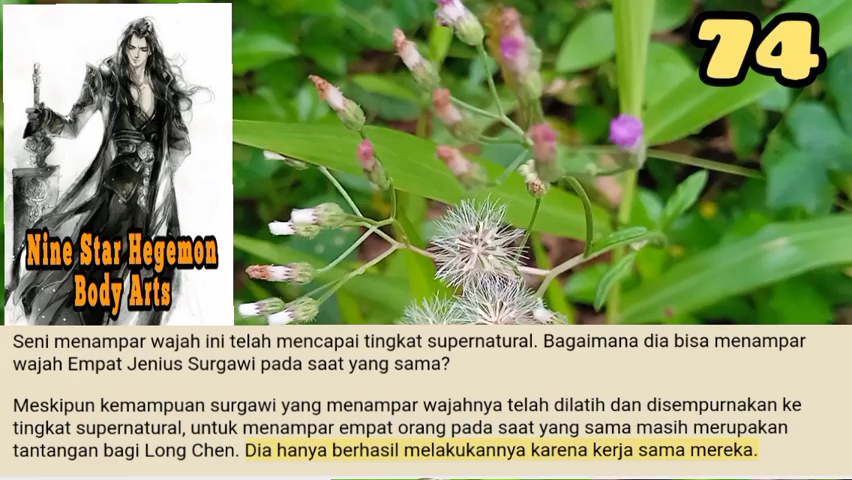 74
Nine Star Hegemon
Body Arts
Seni menampar wajah ini telah mencapai tingkat supernatural. Bagaimana dia bisa menampar
wajah Empat Jenius Surgawi pada saat yang sama?
Meskipun kemampuan surgawi yang menampar wajahnya telah dilatih dan disempurnakan ke
tingkat supernatural, untuk menampar empat orang pada saat yang sama masih merupakan
tantangan bagi Long Chen. Dia hanya berhasil melakukannya karena kerja sama mereka.